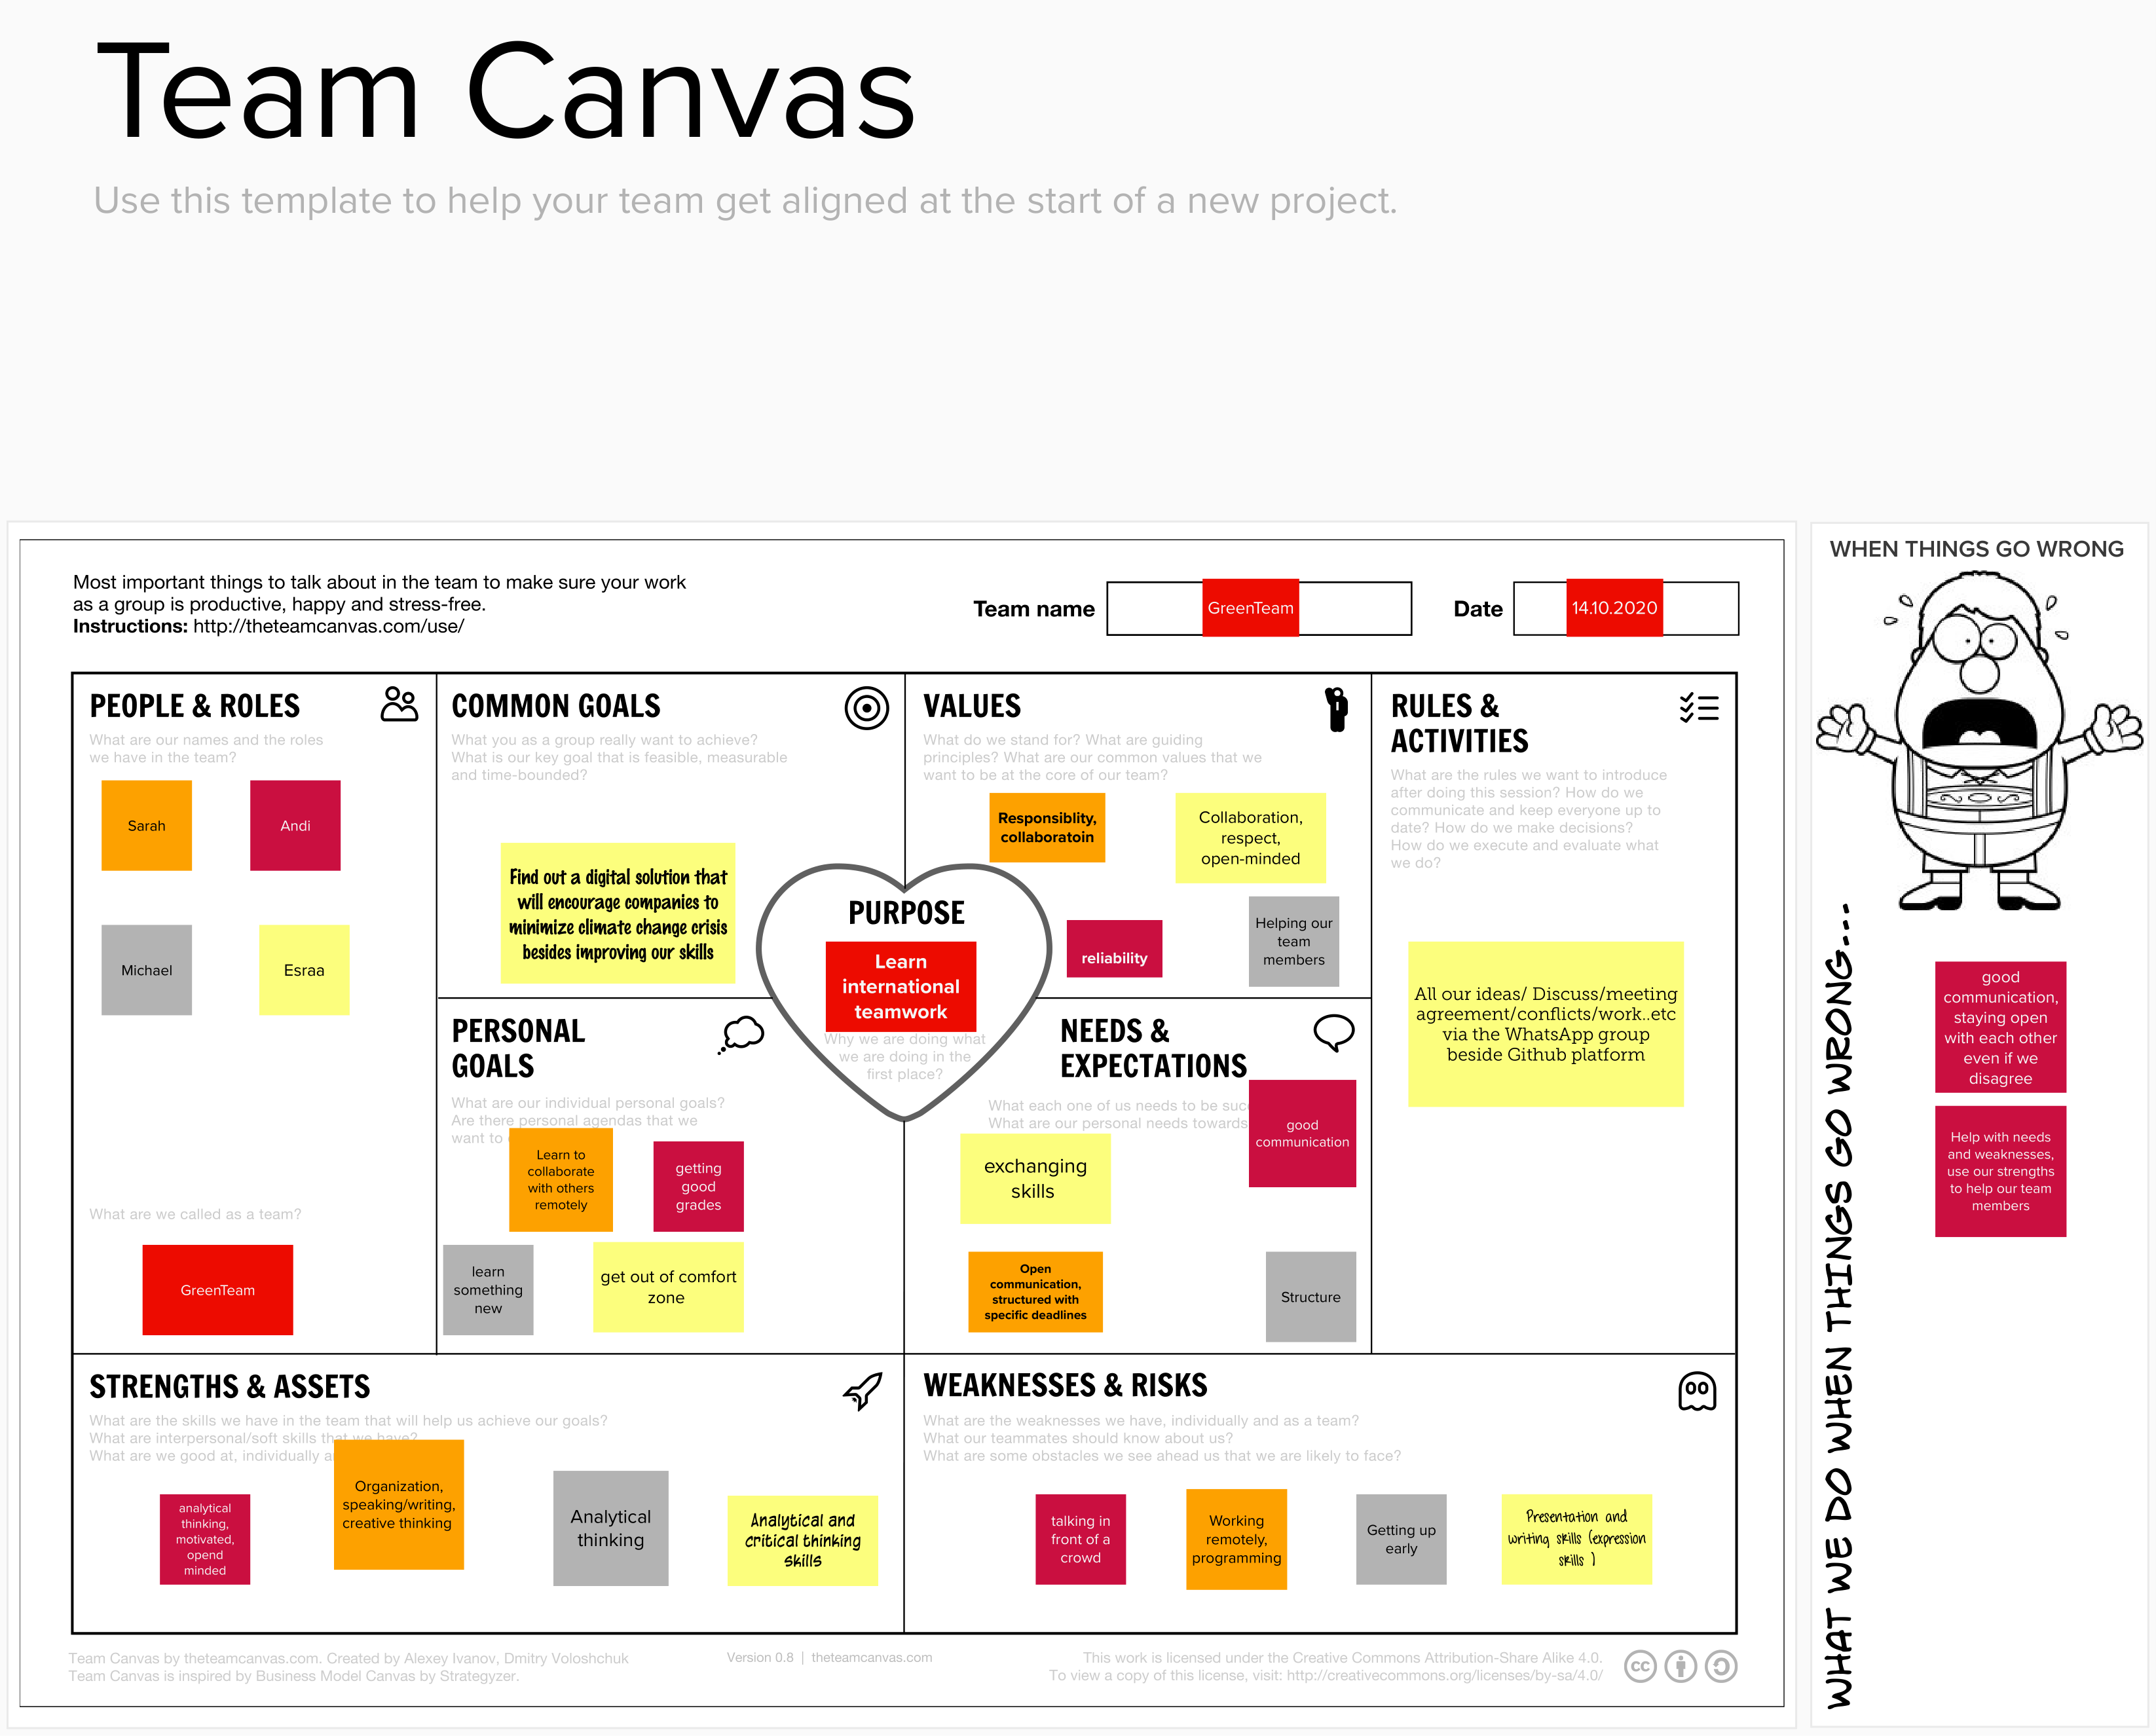 Team Canvas
Use this template to help your team get aligned at the start of a new project.
Most important things to talk about in the team to make sure your work
as a group is productive, happy and stress-free.
Instructions: http://theteamcanvas.com/use/
Team name
GreenTeam
Date
14.10.2020
PEOPLE & ROLES
What are our names and the roles
we have in the team?
Sarah
Andi
Michael
Esraa
What are we called as a team?
GreenTeam
COMMON GOALS
What you as a group really want to achieve?
What is our key goal that is feasible, measurable
and time-bounded?
Find out a digital solution that
will encourage companies to
minimize climate change crisis
besides improving our skills
PURPOSE
Learn
international
teamwork
Why we are doing what
we are doing in the
first place?
VALUES
What do we stand for? What are guiding
principles? What are our common values that we
want to be at the core of our team?
Responsiblity,
collaboratoin
Collaboration,
respect,
open-minded
reliability
Helping our
team
members
RULES &
ACTIVITIES
What are the rules we want to introduce
after doing this session? How do we
communicate and keep everyone up to
date? How do we make decisions?
How do we execute and evaluate what
we do?
All our ideas/ Discuss/meeting
agreement/conflicts/work..etc
via the WhatsApp group
beside Github platform
PERSONAL
GOALS
What are our individual personal goals?
Are there personal agendas that we
want to
Learn to
collaborate
with others
remotely
getting
good
grades
learn
something
new
get out of comfort
zone
NEEDS &
EXPECTATIONS
What each one of us needs to be
What are our personal needs towards
good
communication
exchanging
skills
Open
communication,
structured with
specific deadlines
Structure
STRENGTHS & ASSETS
What are the skills we have in the team that will help us achieve our goals?
What are interpersonal/soft skills that we have?
What are we good at, individually
analytical
thinking,
motivated,
opend
minded
Organization,
speaking/writing,
creative thinking
Analytical
thinking
Analytical and
critical thinking
skills
WEAKNESSES & RISKS
What are the weaknesses we have, individually and as a team?
What our teammates should know about us?
What are some obstacles we see ahead us that we are likely to face?
talking in
front of a
crowd
Working
remotely,
programming
Getting up
early
Presentation and
writing skills (expression
skills )
Team Canvas by theteamcanvas.com. Created by Alexey Ivanov, Dmitry Voloshchuk
Team Canvas is inspired by Business Model Canvas by Strategyzer.
Version 0.8 | theteamcanvas.com
This work is licensed under the Creative Commons Attribution-Share Alike 4.0.
To view a copy of this license, visit: http://creativecommons.org/licenses/by-sa/4.0/
cc
WHEN THINGS GO WRONG
WHAT WE DO WHEN THINGS GO WRONG...
good
communication,
staying open
with each other
even if we
disagree
Help with needs
and weaknesses,
use our strengths
to help our team
members